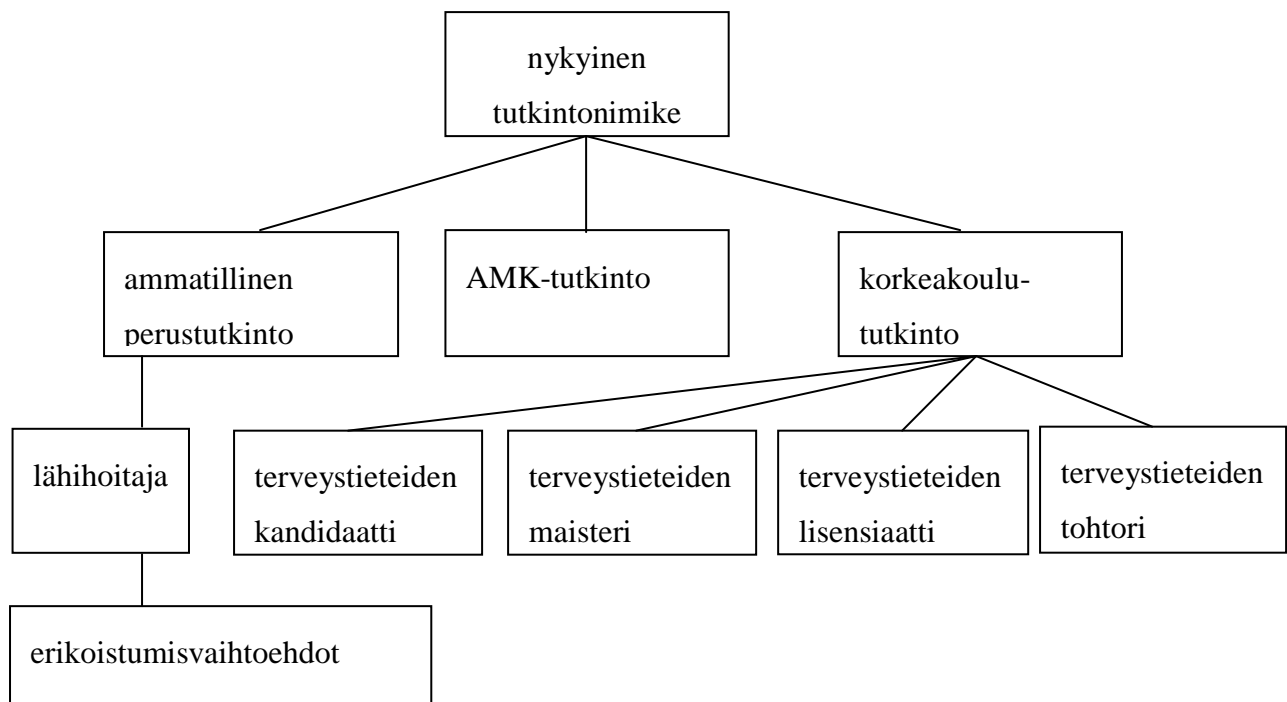 nykyinen
tutkintonimike
ammatillinen
perustutkinto
AMK-tutkinto
korkeakoulu-
tutkinto
lähihoitaja
terveystieteiden
kandidaatti
terveystieteiden
maisteri
terveystieteiden
lisensiaatti
terveystieteiden
tohtori
erikoistumisvaihtoehdot